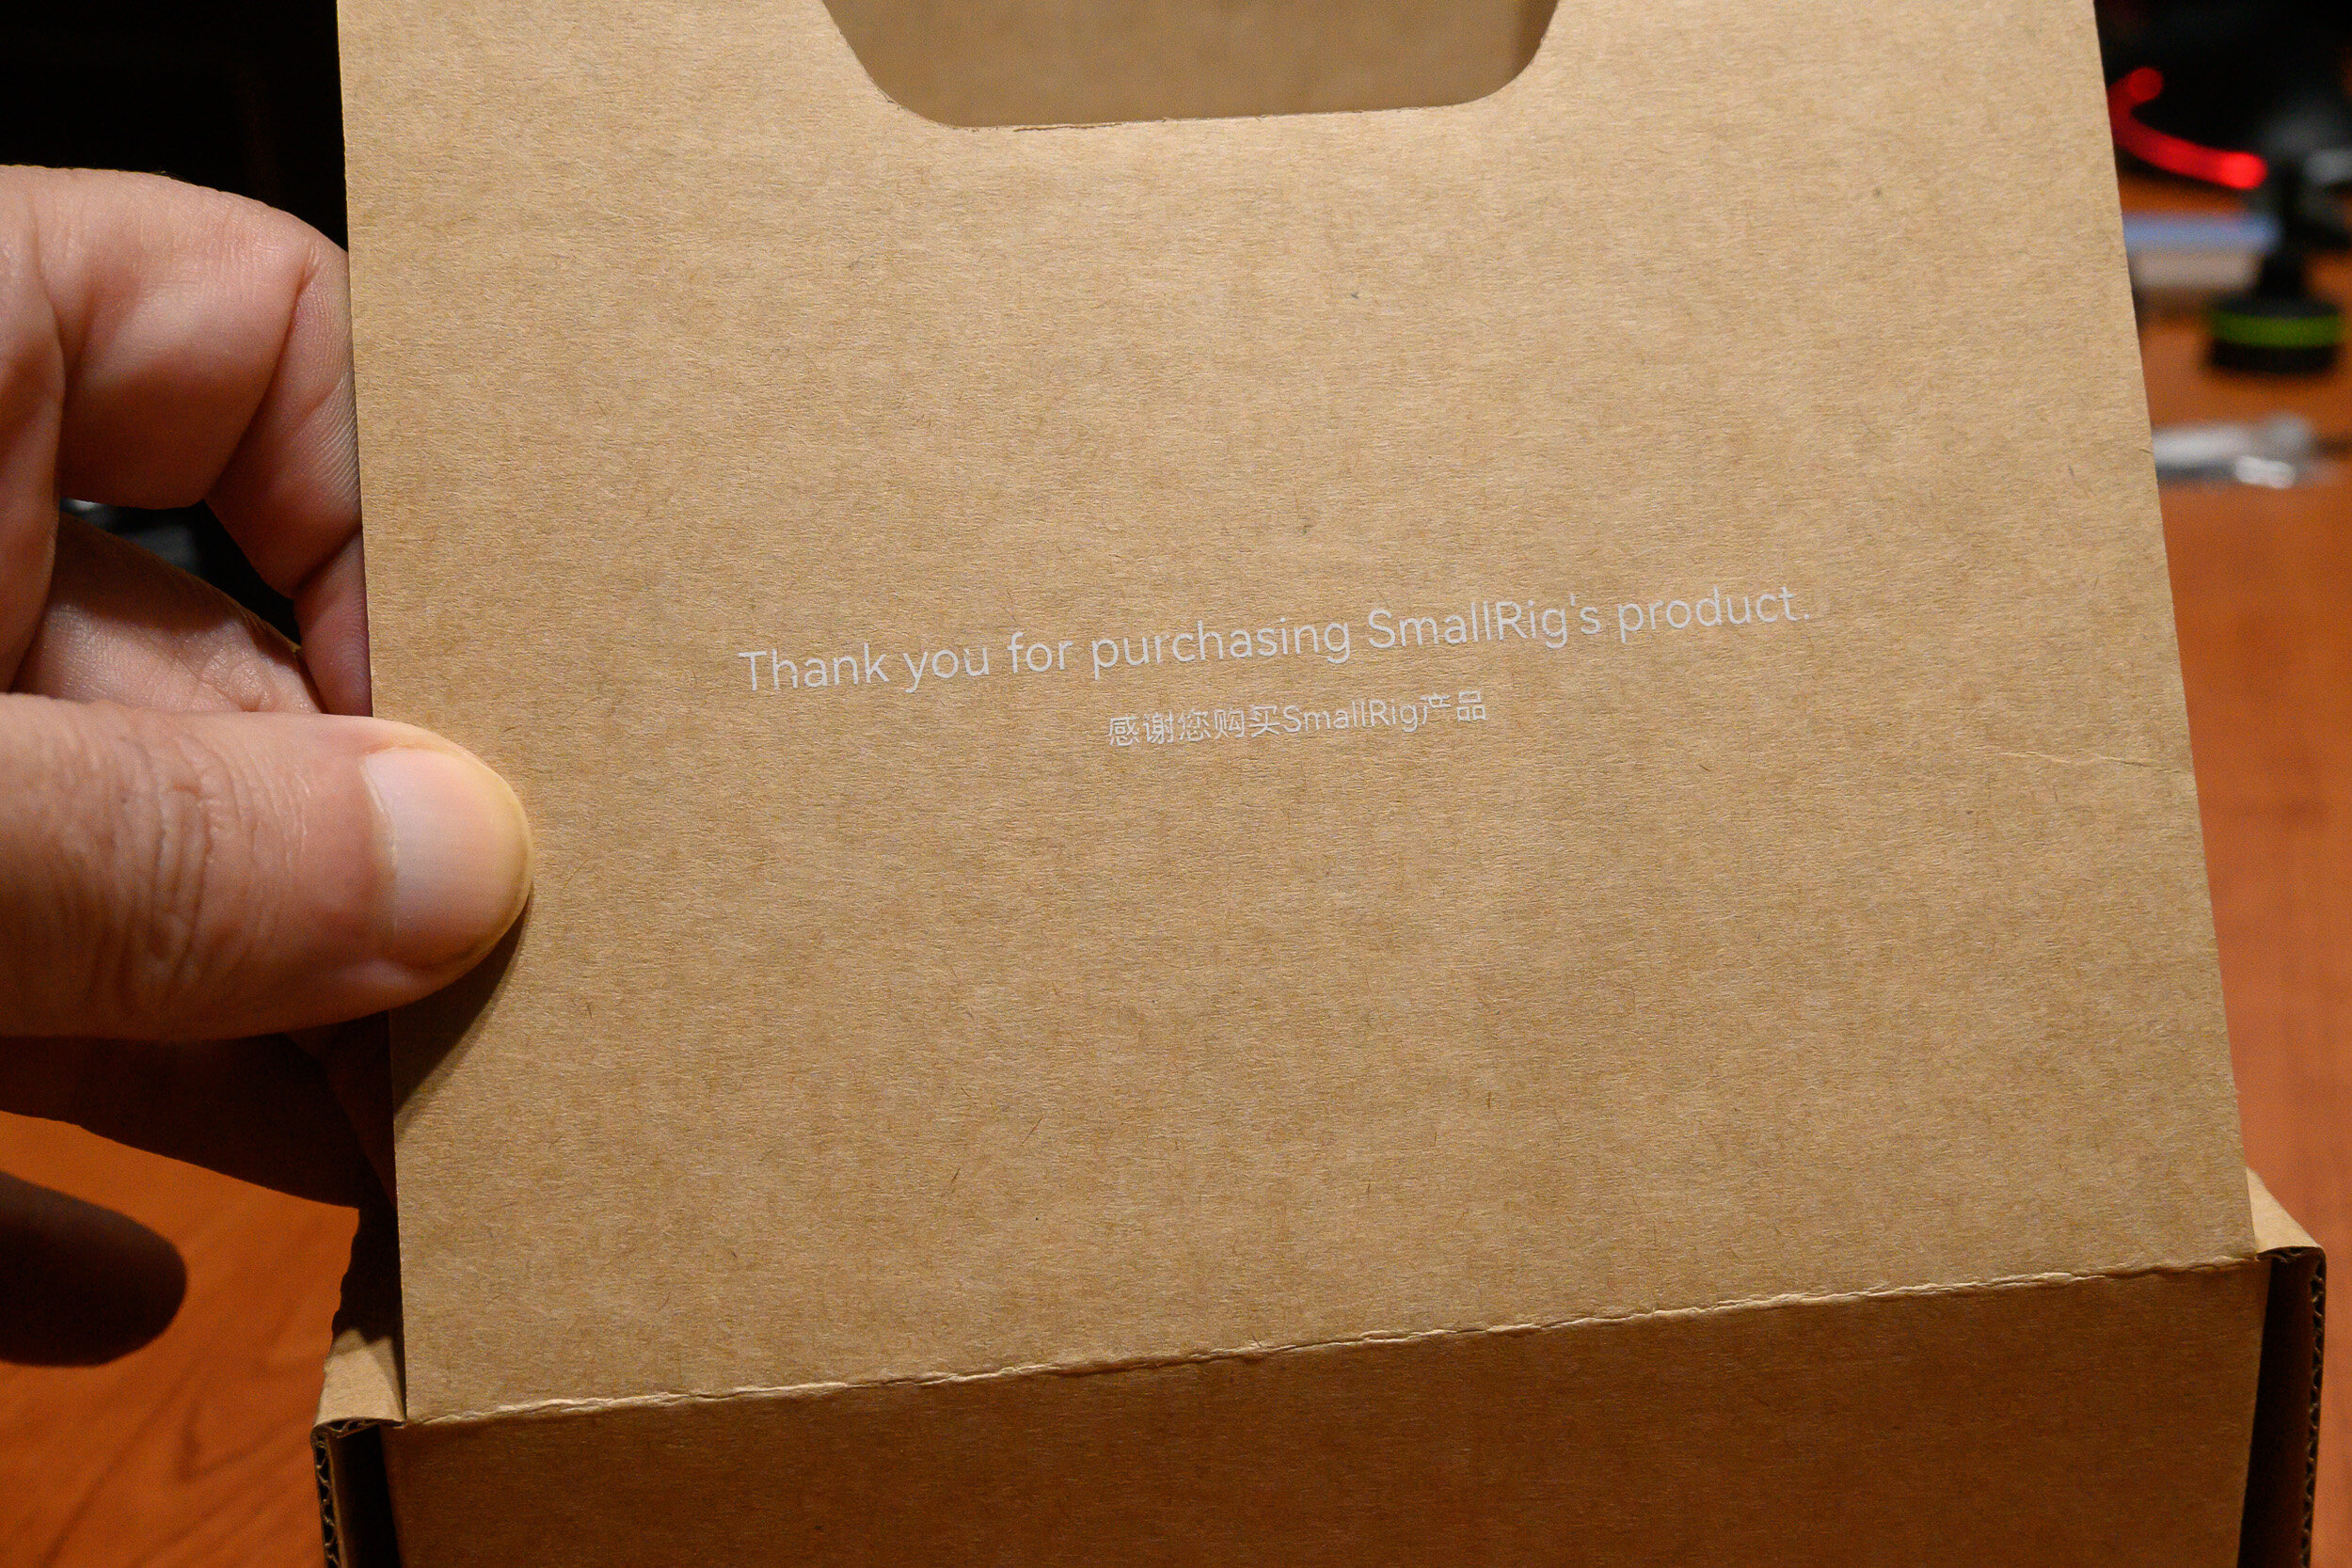 Thank you for purchasing SmallRig's product.
感谢您购买SmallRig产品